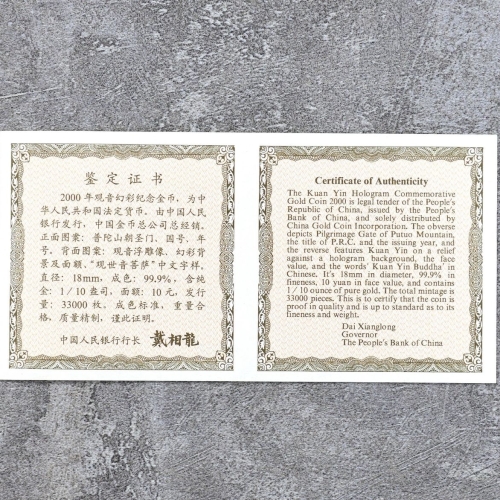 鉴定证书
2000年观音幻彩纪念金币，为中
华人民共和国法定货币，由中国人民银
行发行，中国金币总公司总经销。
正面图案：普陀山朝圣门、国号、年
号。背面图案：观音浮雕像、幻彩背
景及面额、“观世音菩萨”中文字样。
直径：18mm，成色：99.9%，含纯
金：1/10盎司，面额：10元，发行
量：33000枚。成色标准，重量合
格，质量精制，谨此证明。
中国人民银行行长 戴相龍
Certificate of Authenticity
The Kuan Yin Hologram Commemorative
Gold Coin 2000 is legal tender of the People's
Republic of China, issued by the People's
Bank of China, and solely distributed by
China Gold Coin Incorporation. The obverse
depicts Pilgrimage Gate of Putuo Mountain,
the title of P.R.C. and the issuing year, and
the reverse features Kuan Yin on a relief
against a hologram background, the face
value, and the words' Kuan Yin Buddha' in
Chinese. It's 18mm in diameter, 99.9% in
fineness, 10 yuan in face value, and contains
1/10 ounce of pure gold. The total mintage is
33000 pieces. This is to certify that the coin is
proof in quality and is up to standard as to its
fineness and weight.
Dai Xianglong
Governor
The People's Bank of China